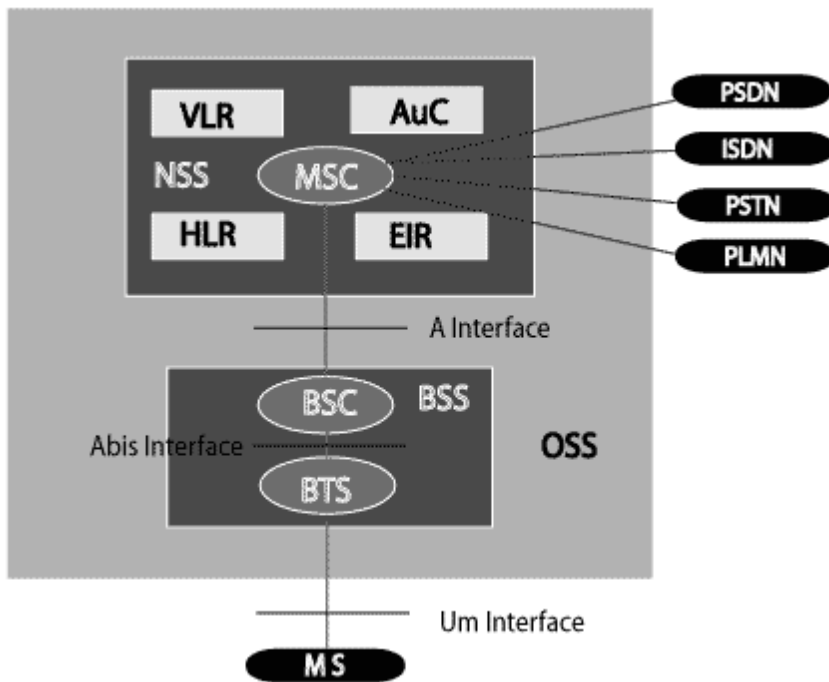 PSDN
VLR
AuC
ISDN
NSS
MSC
PSTN
HLR
EIR
PLMN
A Interface
BSC
BSS
Abis Interface
OSS
BTS
Um Interface
MS